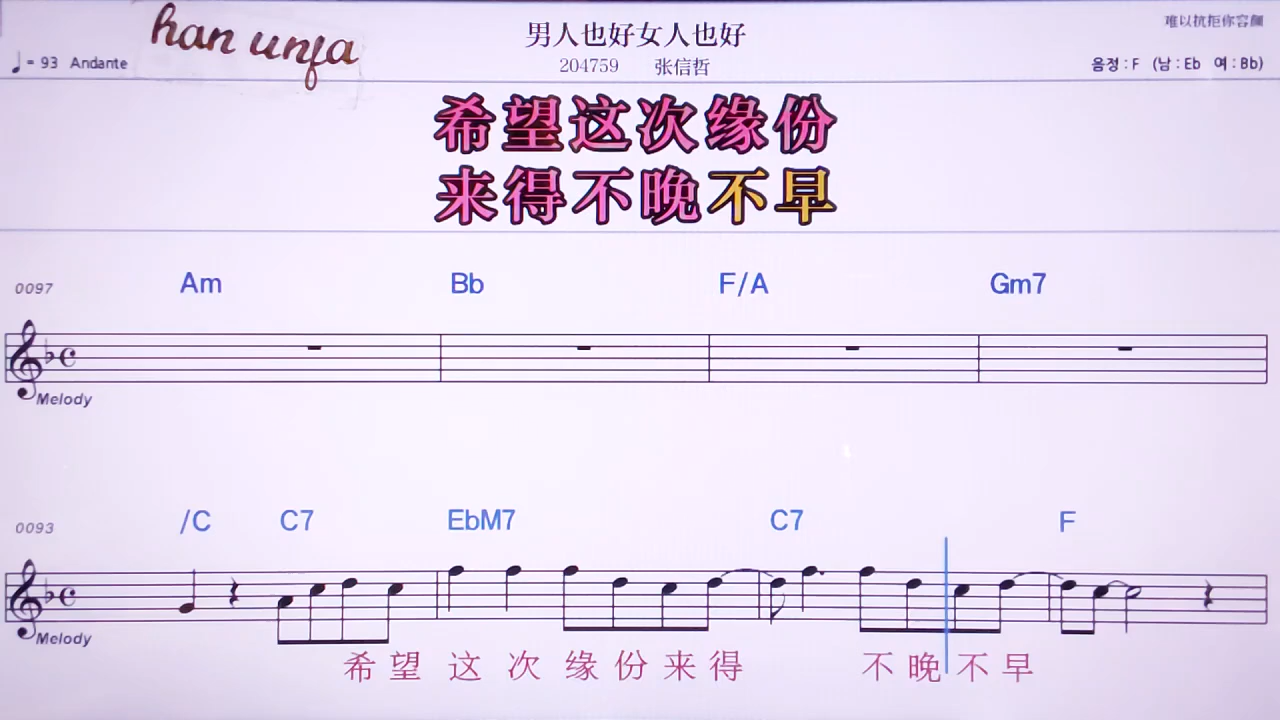 han unfa
男人也好女人也好
难以抗拒你容颜
♩= 93 Andante
204759 张信哲
음정 : F (남 : Eb 여 : Bb)
希望这次缘份
来得不晚不早
0097 Am Bb F/A Gm7
Melody
0093 /C C7 EbM7 C7 F
Melody
希望这次缘份来得 不晚不早